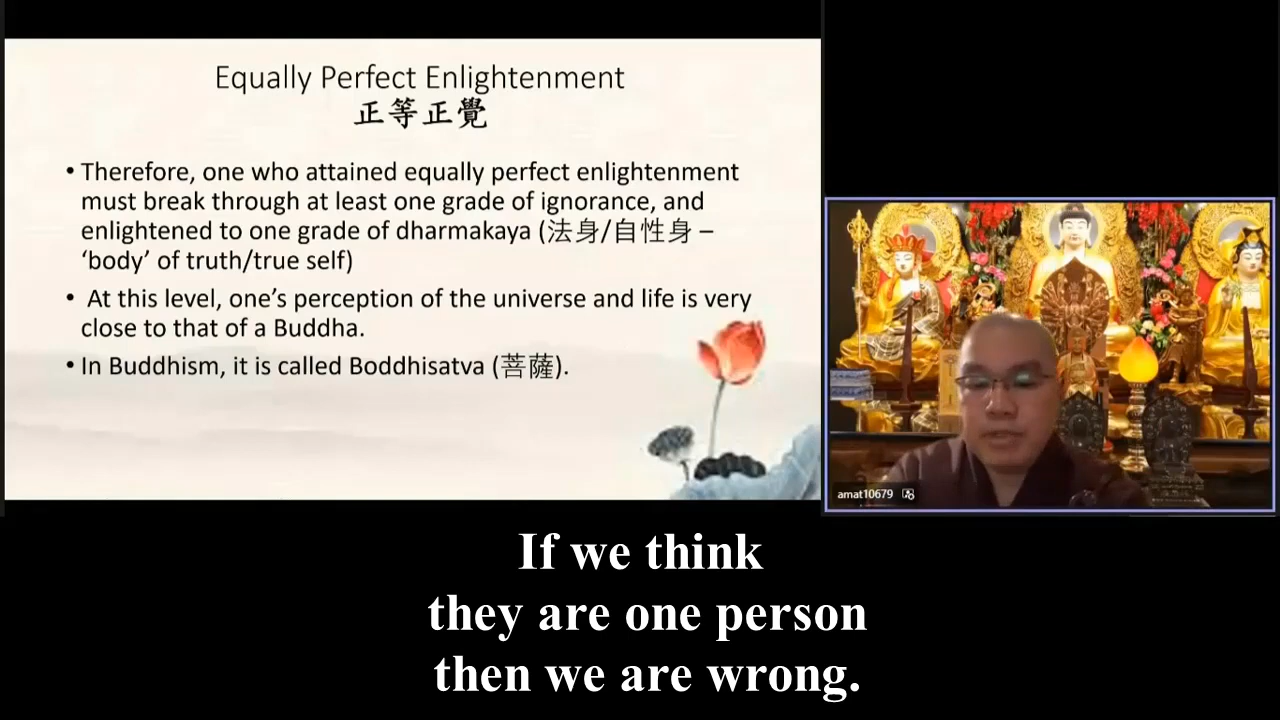 Equally Perfect Enlightenment
正等正覺
• Therefore, one who attained equally perfect enlightenment
must break through at least one grade of ignorance, and
enlightened to one grade of dharmakaya (法身/自性身 –
‘body’ of truth/true self)
• At this level, one’s perception of the universe and life is very
close to that of a Buddha.
• In Buddhism, it is called Boddhisatva (菩薩).
amat10679
If we think
they are one person
then we are wrong.